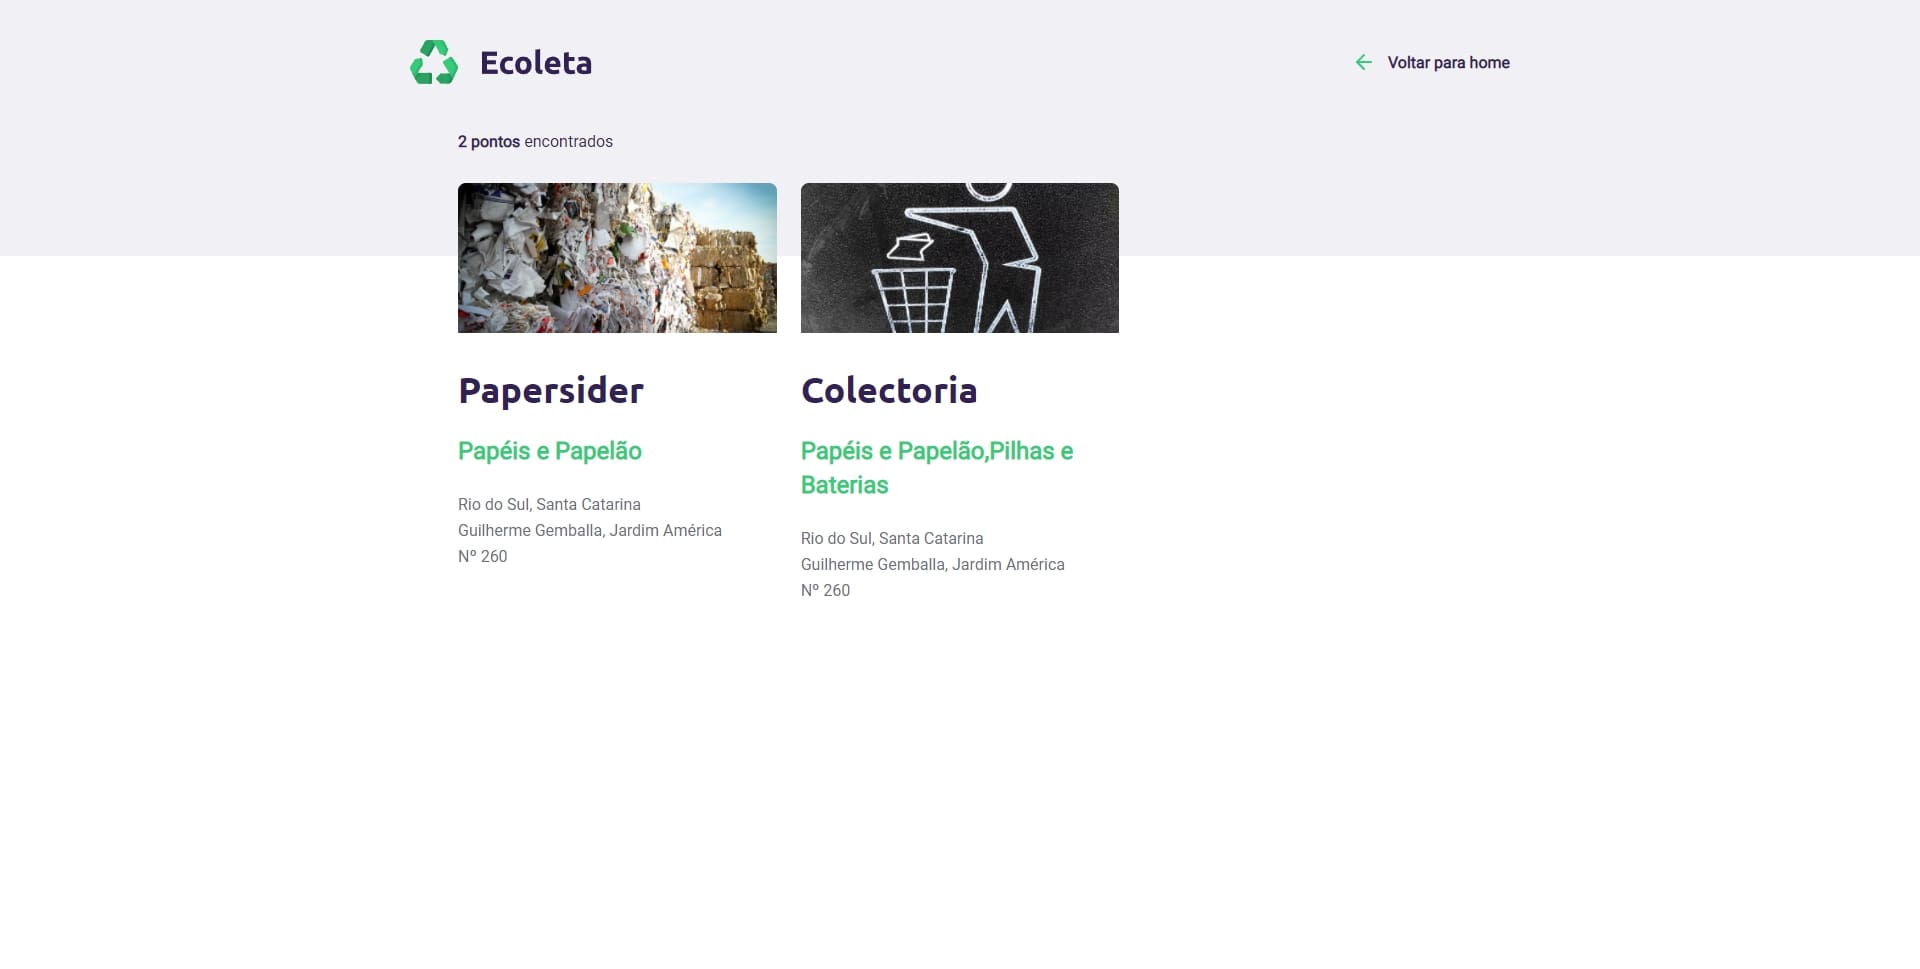 Ecoleta
Voltar para home
2 pontos encontrados
Papersider
Papéis e Papelão
Rio do Sul, Santa Catarina
Guilherme Gemballa, Jardim América
Nº 260
Colectoria
Papéis e Papelão,Pilhas e
Baterias
Rio do Sul, Santa Catarina
Guilherme Gemballa, Jardim América
Nº 260